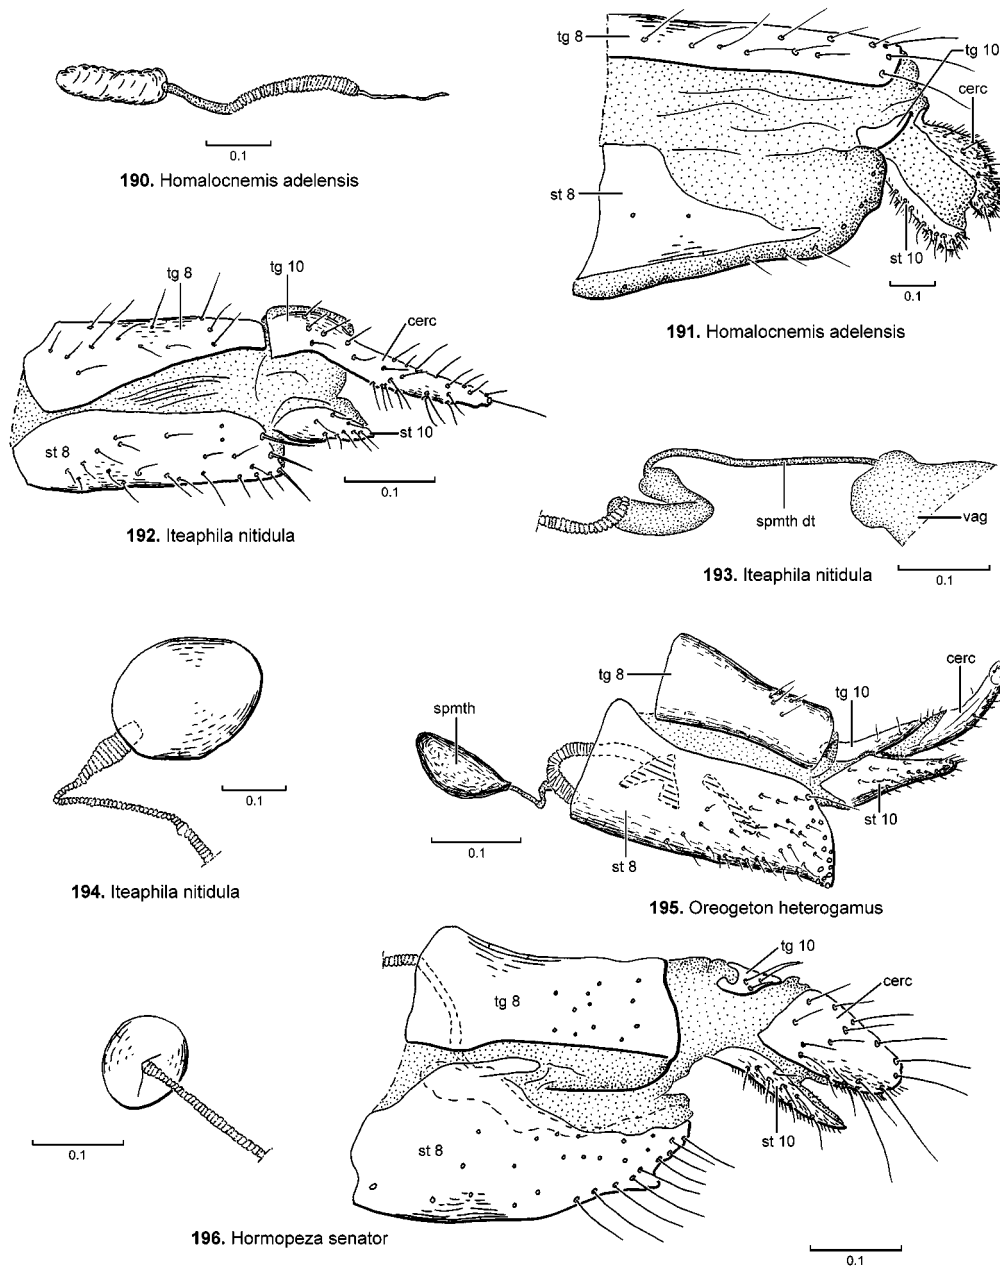 0.1
190. Homalocnemis adelensis
tg 8
tg 10
cerc
st 8
st 10
0.1
191. Homalocnemis adelensis
tg 8
tg 10
cerc
st 8
st 10
0.1
192. Iteaphila nitidula
spmth dt
vag
193. Iteaphila nitidula
0.1
0.1
194. Iteaphila nitidula
tg 8
cerc
tg 10
spmth
0.1
st 10
st 8
195. Oreogeton heterogamus
tg 10
tg 8
cerc
0.1
st 8
st 10
196. Hormopeza senator
0.1